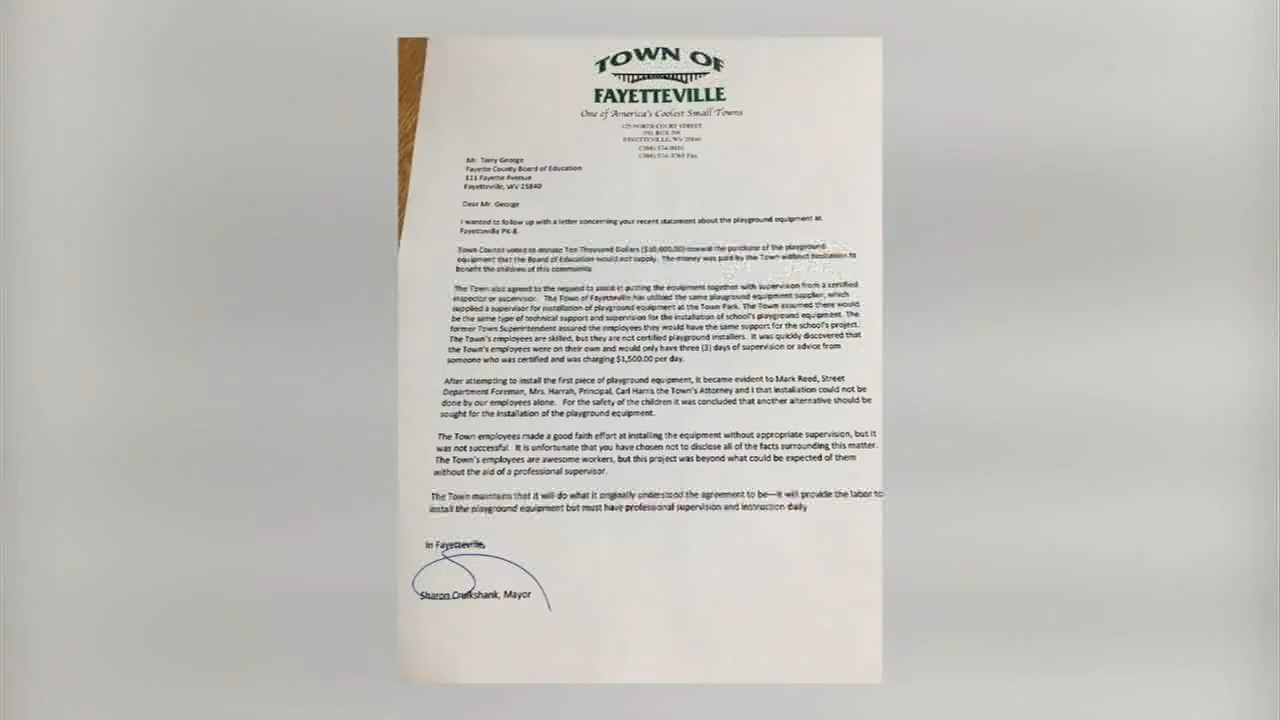 TOWN OF
FAYETTEVILLE
One of America's Coolest Small Towns
125 NORTH COURT STREET
P.O. BOX 298
FAYETTEVILLE, WV 25840
(304) 574-0101
(304) 574-3765 Fax
Mr. Terry George
Fayette County Board of Education
111 Fayette Avenue
Fayetteville, WV 25840
Dear Mr. George
I wanted to follow up with a letter concerning your recent statement about the playground equipment at
Fayetteville PK-8.
Town Council voted to donate Ten Thousand Dollars ($10,000.00) toward the purchase of the playground
equipment that the Board of Education would not supply. The money was paid by the Town without hesitation to
benefit the children of this community.
The Town also agreed to the request to assist in putting the equipment together with supervision from a certified
inspector or supervisor. The Town of Fayetteville has utilized the same playground equipment supplier, which
supplied a supervisor for installation of playground equipment at the Town Park. The Town assumed there would
be the same type of technical support and supervision for the installation of school's playground equipment. The
former Town Superintendent assured the employees they would have the same support for the school's project.
The Town's employees are skilled, but they are not certified playground installers. It was quickly discovered that
the Town's employees were on their own and would only have three (3) days of supervision or advice from
someone who was certified and was charging $1,500.00 per day.
After attempting to install the first piece of playground equipment, it became evident to Mark Reed, Street
Department Foreman, Mrs. Harrah, Principal, Carl Harris the Town's Attorney and I that installation could not be
done by our employees alone. For the safety of the children it was concluded that another alternative should be
sought for the installation of the playground equipment.
The Town employees made a good faith effort at installing the equipment without appropriate supervision, but it
was not successful. It is unfortunate that you have chosen not to disclose all of the facts surrounding this matter.
The Town's employees are awesome workers, but this project was beyond what could be expected of them
without the aid of a professional supervisor.
The Town maintains that it will do what it originally understood the agreement to be—it will provide the labor to
install the playground equipment but must have professional supervision and instruction daily
In Fayetteville,
Sharon Cruikshank, Mayor